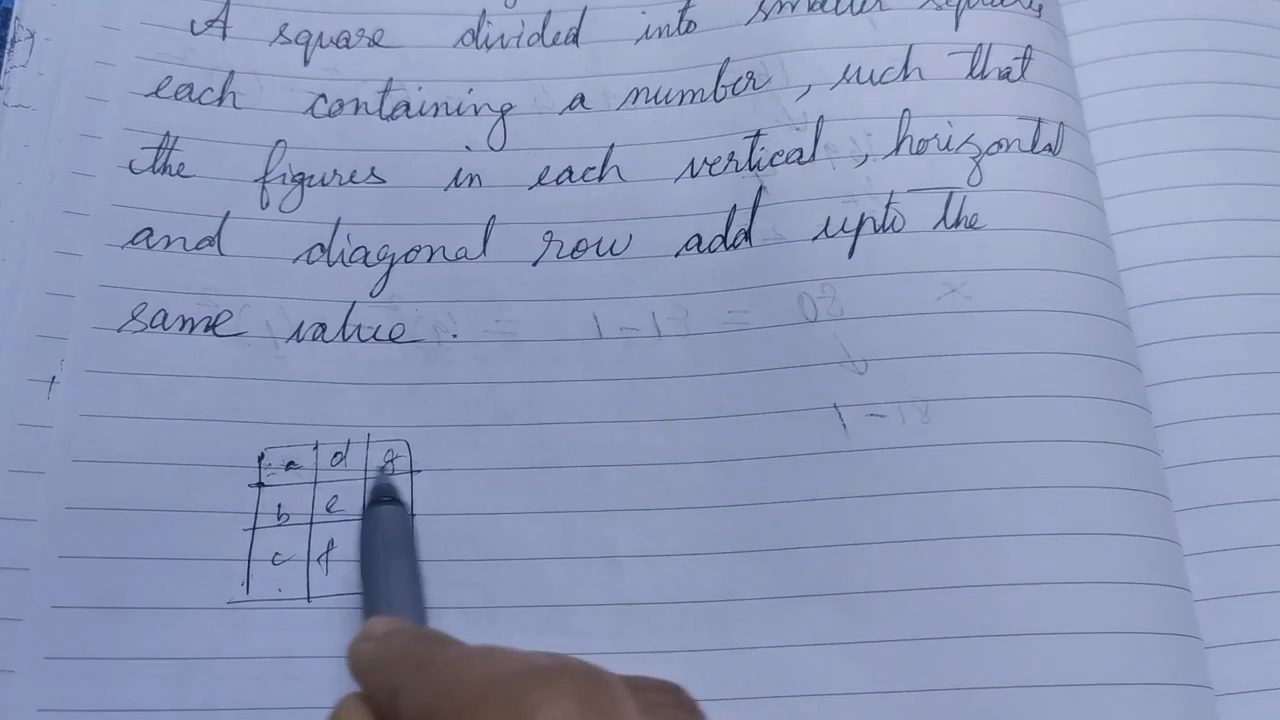 A square divided into smaller squares
each containing a number, such that
the figures in each vertical, horizontal
and diagonal row add upto the
same value.
a d g
b e
c f